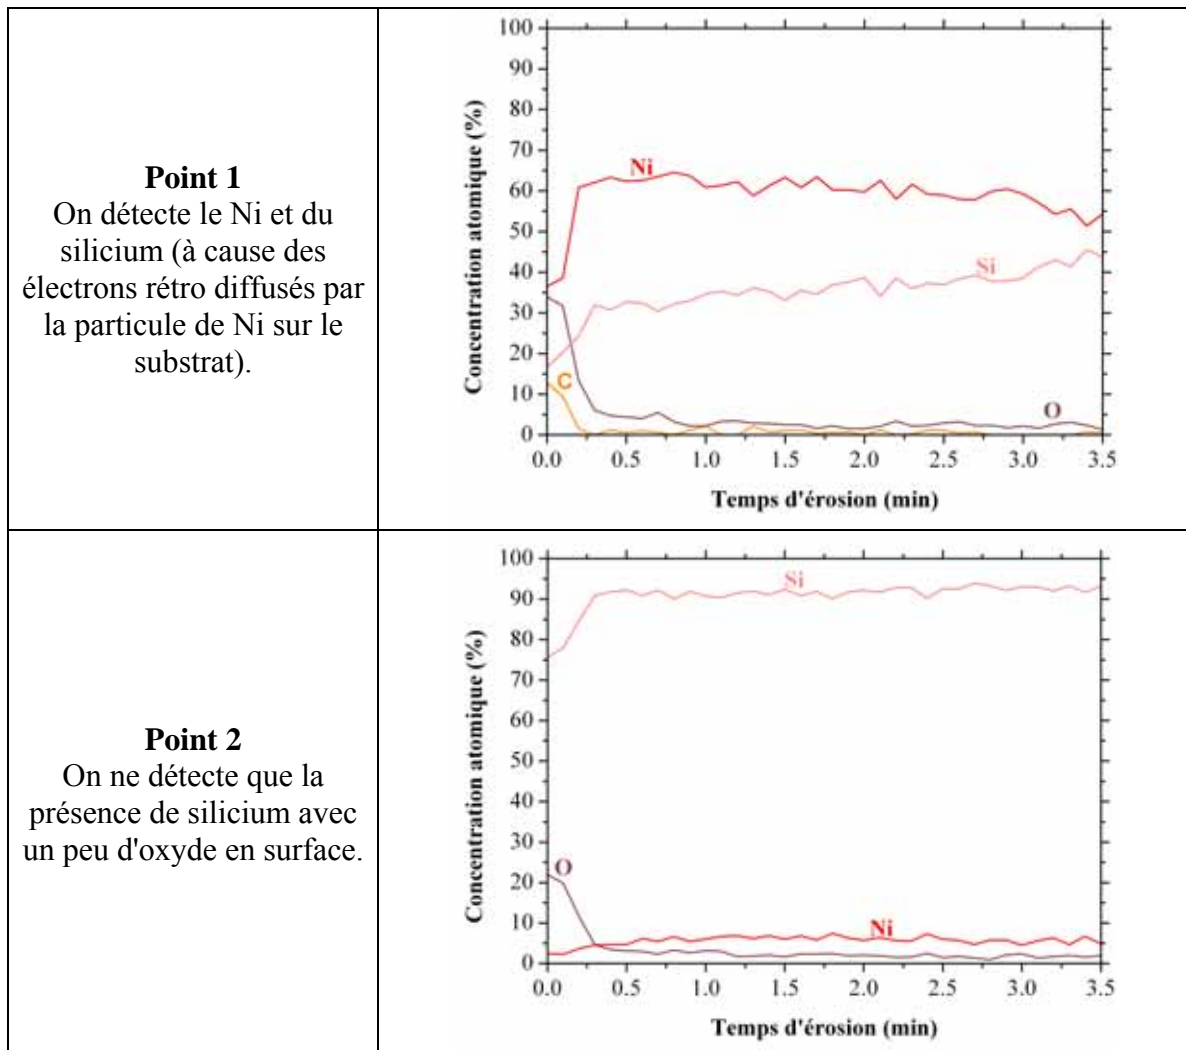 Point 1
On détecte le Ni et du
silicium (à cause des
électrons rétro diffusés par
la particule de Ni sur le
substrat).
100
90
80
70
60
50
40
30
20
10
0
Concentration atomique (%)
Ni
Si
C
O
0.0 0.5 1.0 1.5 2.0 2.5 3.0 3.5
Temps d'érosion (min)
Point 2
On ne détecte que la
présence de silicium avec
un peu d'oxyde en surface.
100
90
80
70
60
50
40
30
20
10
0
Concentration atomique (%)
Si
O
Ni
0.0 0.5 1.0 1.5 2.0 2.5 3.0 3.5
Temps d'érosion (min)